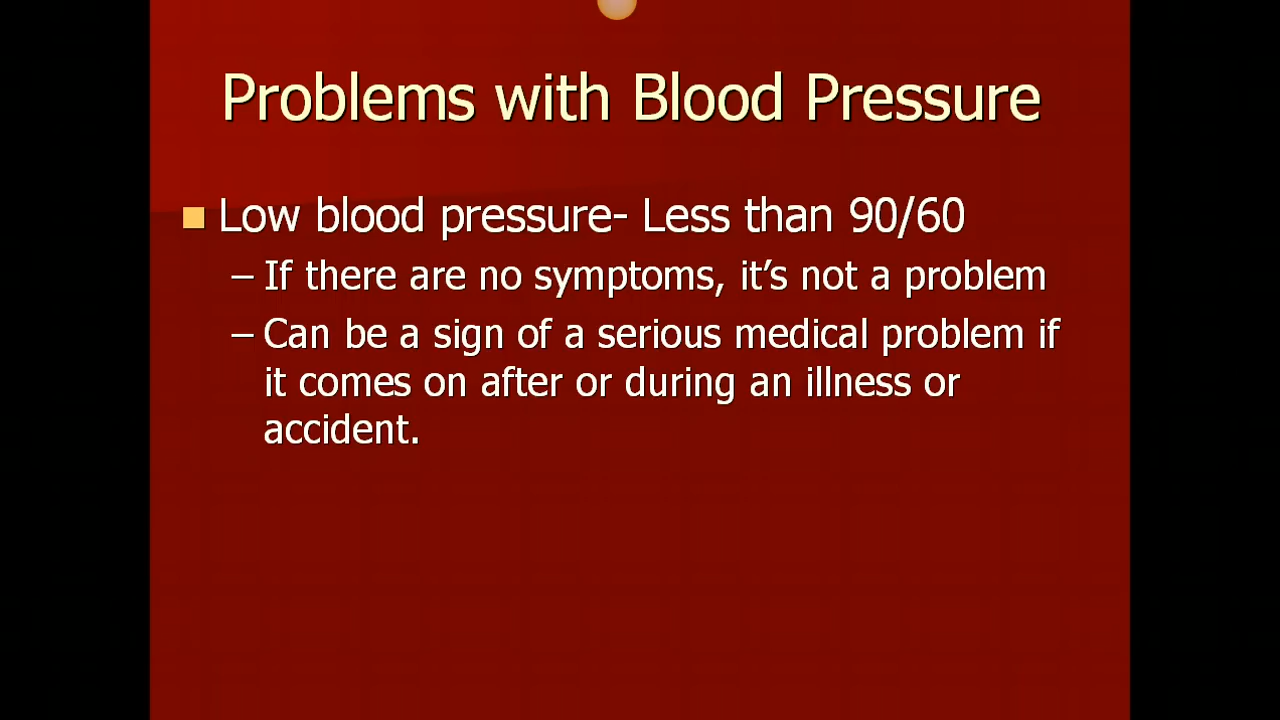 Problems with Blood Pressure
Low blood pressure- Less than 90/60
– If there are no symptoms, it’s not a problem
– Can be a sign of a serious medical problem if
it comes on after or during an illness or
accident.